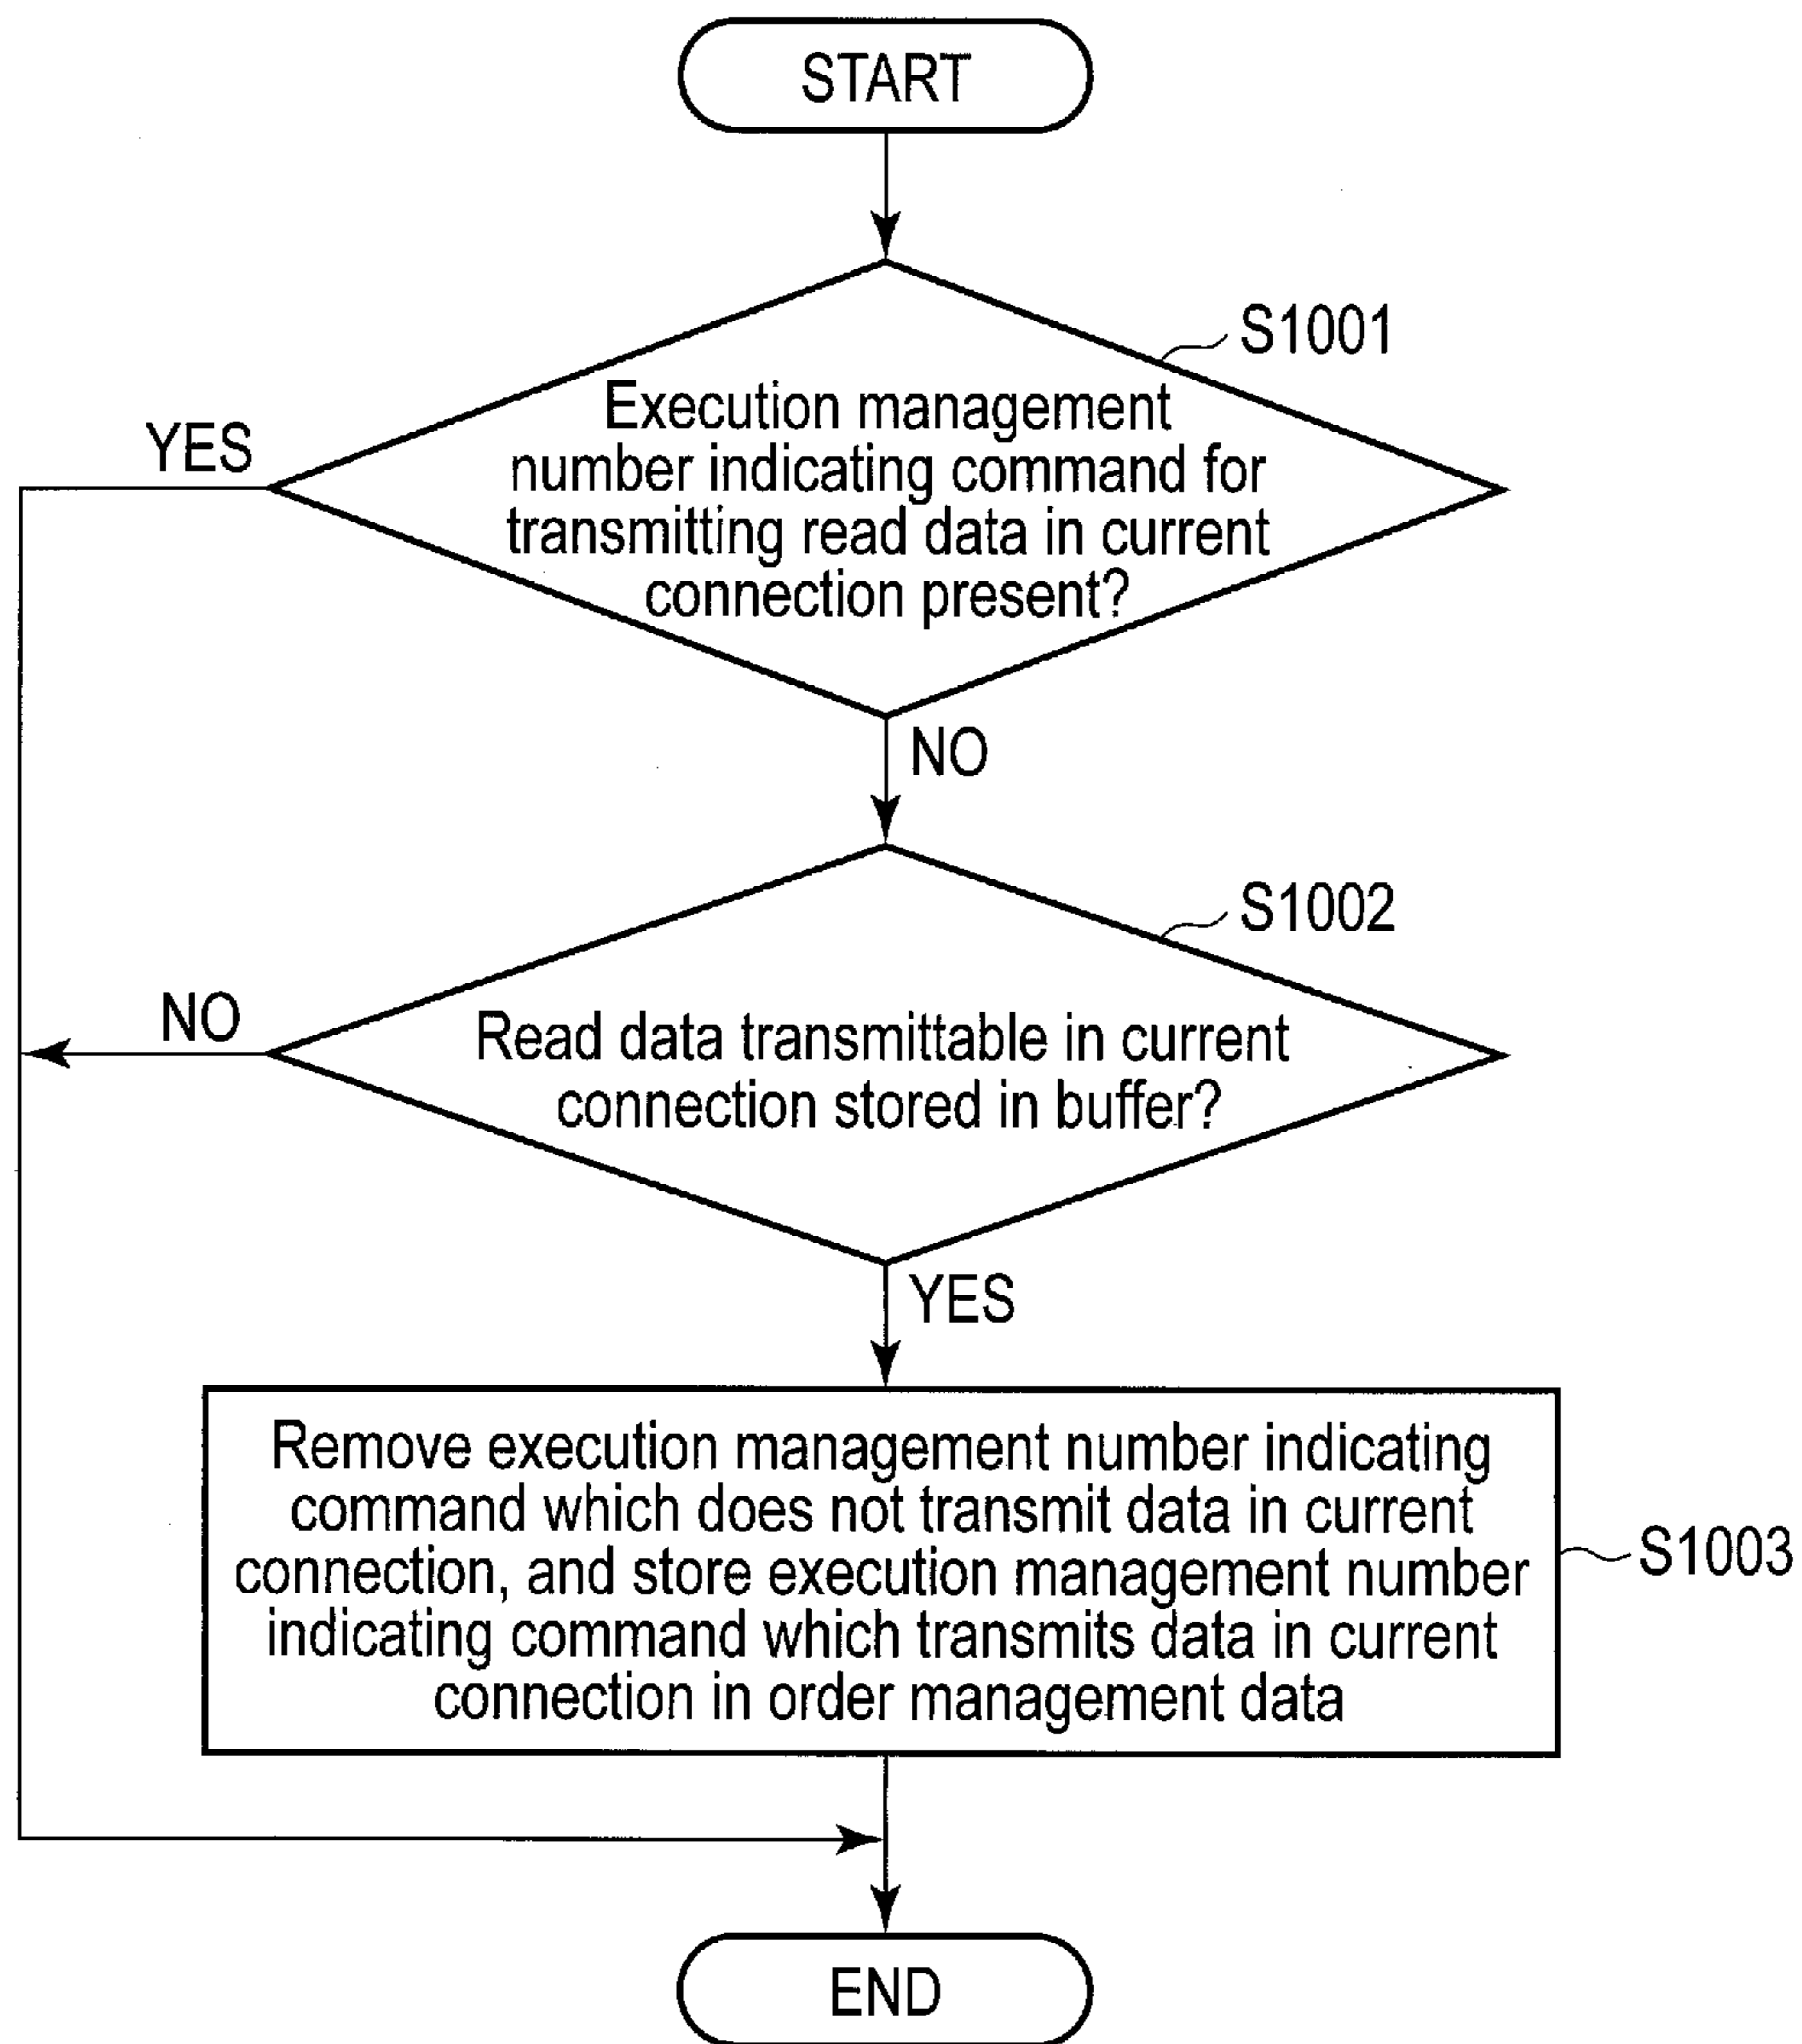 START
S1001
Execution management
number indicating command for
transmitting read data in current
connection present?
YES
NO
S1002
Read data transmittable in current
connection stored in buffer?
NO
YES
Remove execution management number indicating
command which does not transmit data in current
connection, and store execution management number
indicating command which transmits data in current
connection in order management data
S1003
END